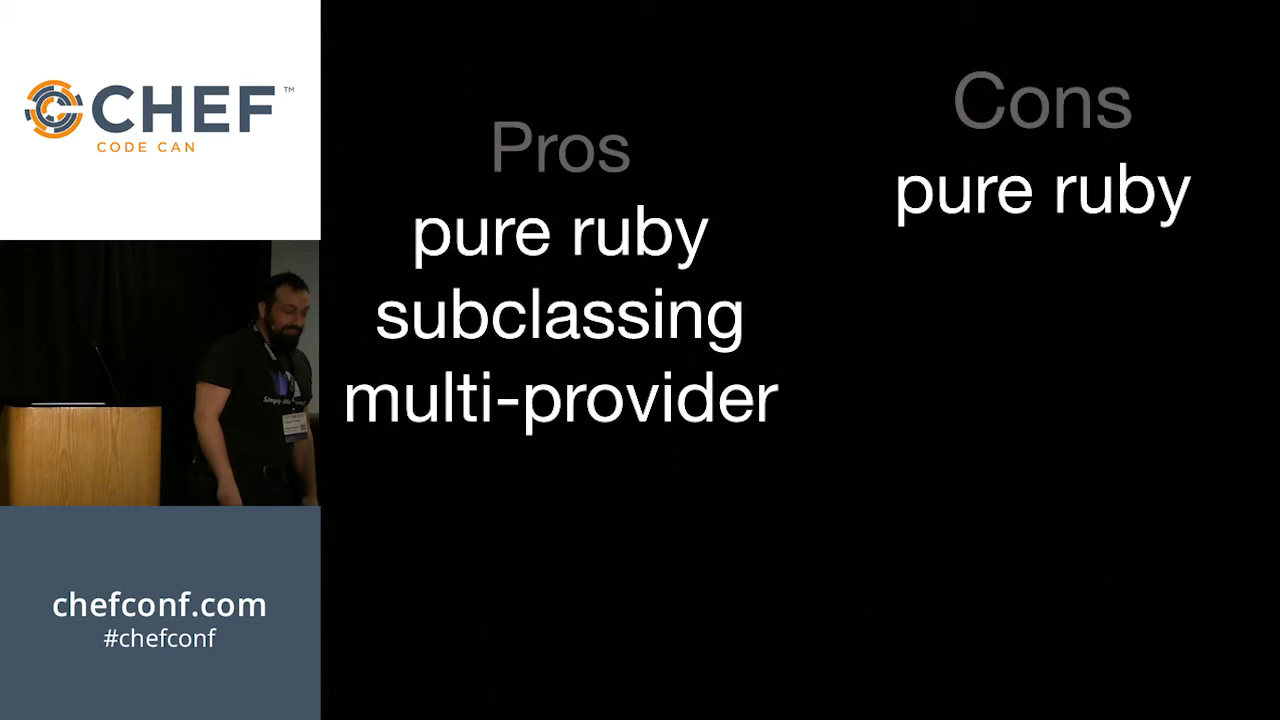 CHEF™
CODE CAN
Pros
pure ruby
subclassing
multi-provider
Cons
pure ruby
chefconf.com
#chefconf